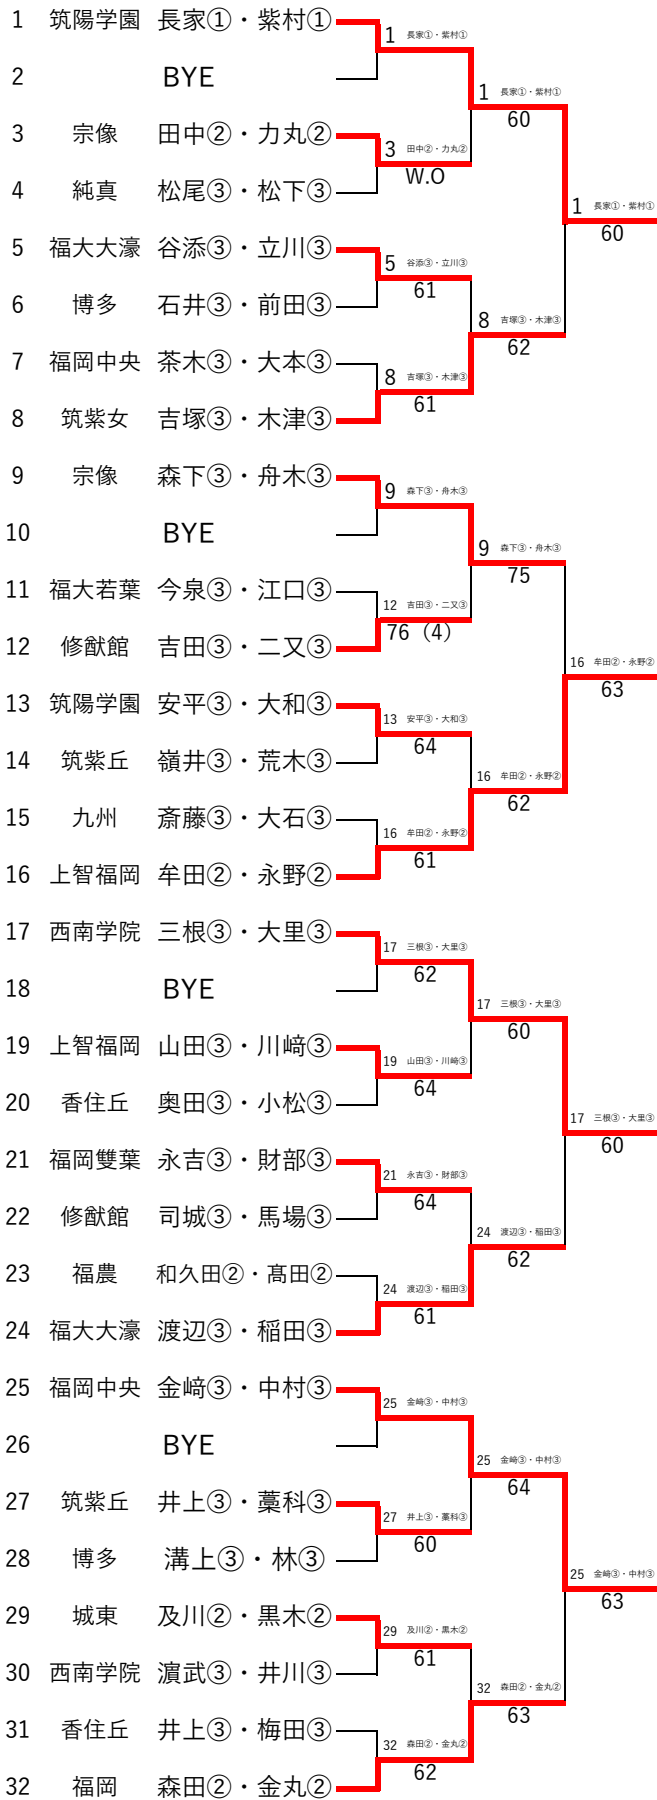 1 筑陽学園 長家①・紫村①
1 長家①・紫村①
2 BYE
1 長家①・紫村①
60
3 宗像 田中②・力丸②
3 田中②・力丸②
W.O
4 純真 松尾③・松下③
1 長家①・紫村①
60
5 福大大濠 谷添③・立川③
5 谷添③・立川③
61
6 博多 石井③・前田③
8 吉塚③・木津③
62
7 福岡中央 茶木③・大本③
8 吉塚③・木津③
61
8 筑紫女 吉塚③・木津③
9 宗像 森下③・舟木③
9 森下③・舟木③
10 BYE
9 森下③・舟木③
75
11 福大若葉 今泉③・江口③
12 吉田③・二又③
76（4）
12 修猷館 吉田③・二又③
16 牟田②・永野②
63
13 筑陽学園 安平③・大和③
13 安平③・大和③
64
14 筑紫丘 嶺井③・荒木③
16 牟田②・永野②
62
15 九州 斎藤③・大石③
16 牟田②・永野②
61
16 上智福岡 牟田②・永野②
17 西南学院 三根③・大里③
17 三根③・大里③
62
18 BYE
17 三根③・大里③
60
19 上智福岡 山田③・川﨑③
19 山田③・川﨑③
64
20 香住丘 奥田③・小松③
17 三根③・大里③
60
21 福岡雙葉 永吉③・財部③
21 永吉③・財部③
64
22 修猷館 司城③・馬場③
24 渡辺③・稲田③
62
23 福農 和久田②・髙田②
24 渡辺③・稲田③
61
24 福大大濠 渡辺③・稲田③
25 福岡中央 金﨑③・中村③
25 金﨑③・中村③
26 BYE
25 金﨑③・中村③
64
27 筑紫丘 井上③・藁科③
27 井上③・藁科③
60
28 博多 溝上③・林③
25 金﨑③・中村③
63
29 城東 及川②・黒木②
29 及川②・黒木②
61
30 西南学院 濵武③・井川③
32 森田②・金丸②
63
31 香住丘 井上③・梅田③
32 森田②・金丸②
62
32 福岡 森田②・金丸②